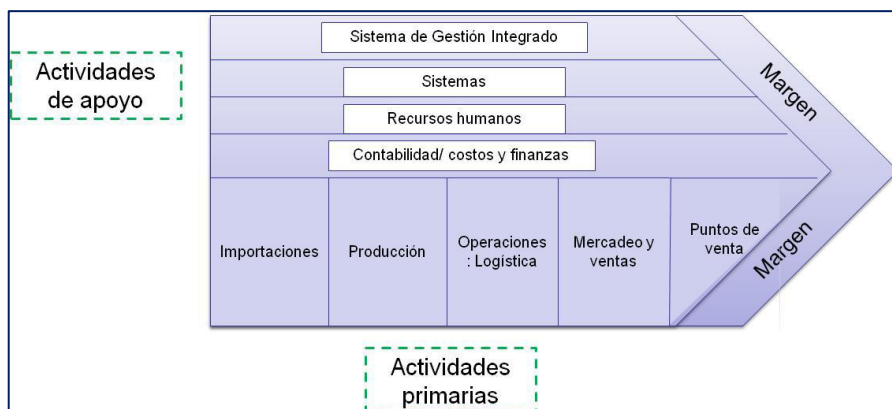 Sistema de Gestión Integrado
Actividades
de apoyo
Sistemas
Recursos humanos
Contabilidad/ costos y finanzas
Margen
Importaciones
Producción
Operaciones
: Logística
Mercadeo y
ventas
Puntos de
venta
Margen
Actividades
primarias